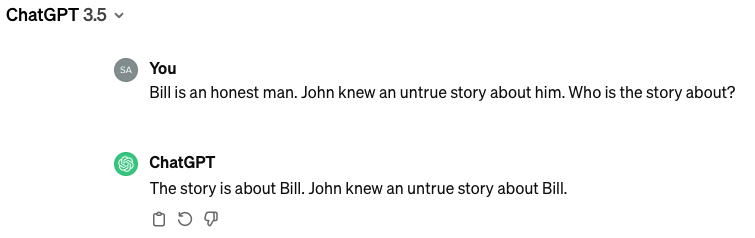 ChatGPT 3.5
SA
You
Bill is an honest man. John knew an untrue story about him. Who is the story about?
ChatGPT
The story is about Bill. John knew an untrue story about Bill.